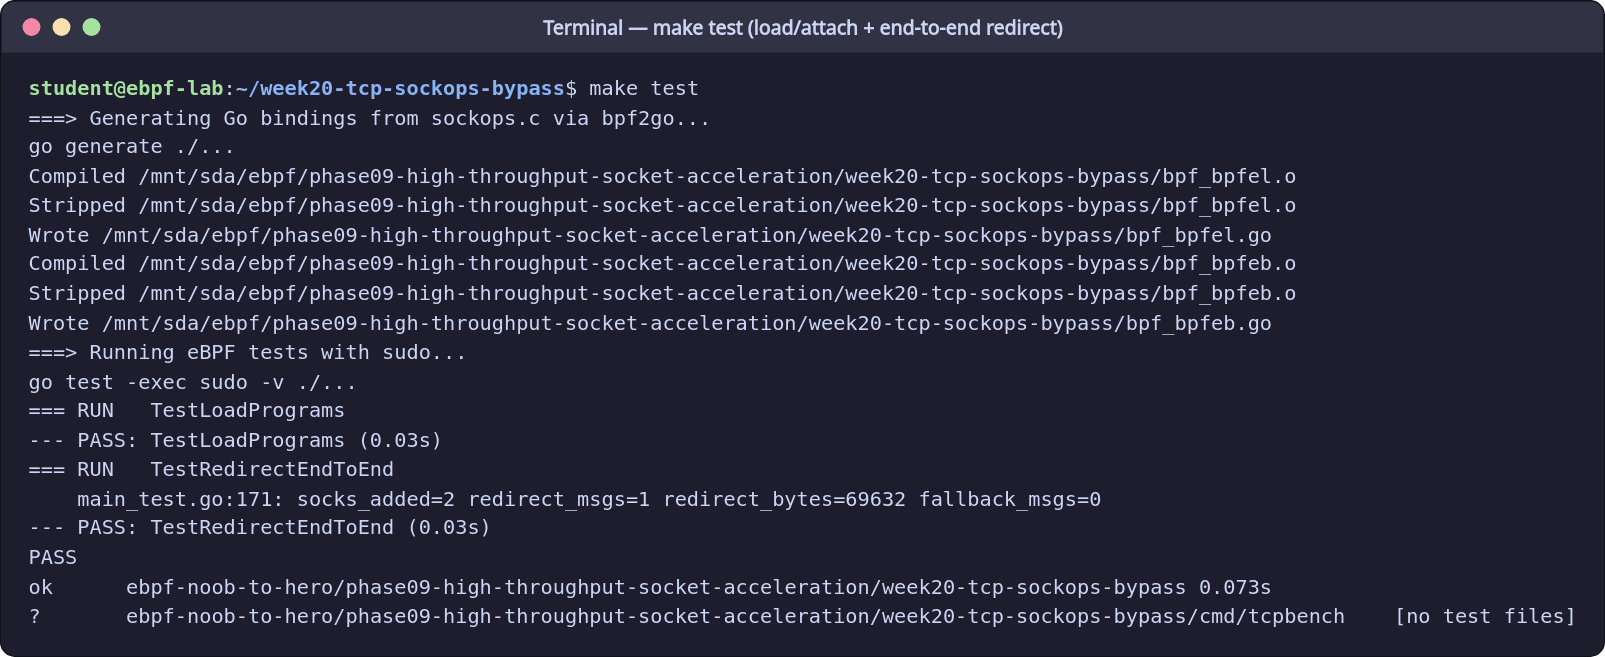 Terminal — make test (load/attach + end-to-end redirect)
student@ebpf-lab:~/week20-tcp-sockops-bypass$ make test
===> Generating Go bindings from sockops.c via bpf2go...
go generate ./...
Compiled /mnt/sda/ebpf/phase09-high-throughput-socket-acceleration/week20-tcp-sockops-bypass/bpf_bpfel.o
Stripped /mnt/sda/ebpf/phase09-high-throughput-socket-acceleration/week20-tcp-sockops-bypass/bpf_bpfel.o
Wrote /mnt/sda/ebpf/phase09-high-throughput-socket-acceleration/week20-tcp-sockops-bypass/bpf_bpfel.go
Compiled /mnt/sda/ebpf/phase09-high-throughput-socket-acceleration/week20-tcp-sockops-bypass/bpf_bpfeb.o
Stripped /mnt/sda/ebpf/phase09-high-throughput-socket-acceleration/week20-tcp-sockops-bypass/bpf_bpfeb.o
Wrote /mnt/sda/ebpf/phase09-high-throughput-socket-acceleration/week20-tcp-sockops-bypass/bpf_bpfeb.go
===> Running eBPF tests with sudo...
go test -exec sudo -v ./...
=== RUN   TestLoadPrograms
--- PASS: TestLoadPrograms (0.03s)
=== RUN   TestRedirectEndToEnd
    main_test.go:171: socks_added=2 redirect_msgs=1 redirect_bytes=69632 fallback_msgs=0
--- PASS: TestRedirectEndToEnd (0.03s)
PASS
ok      ebpf-noob-to-hero/phase09-high-throughput-socket-acceleration/week20-tcp-sockops-bypass 0.073s
?       ebpf-noob-to-hero/phase09-high-throughput-socket-acceleration/week20-tcp-sockops-bypass/cmd/tcpbench    [no test files]